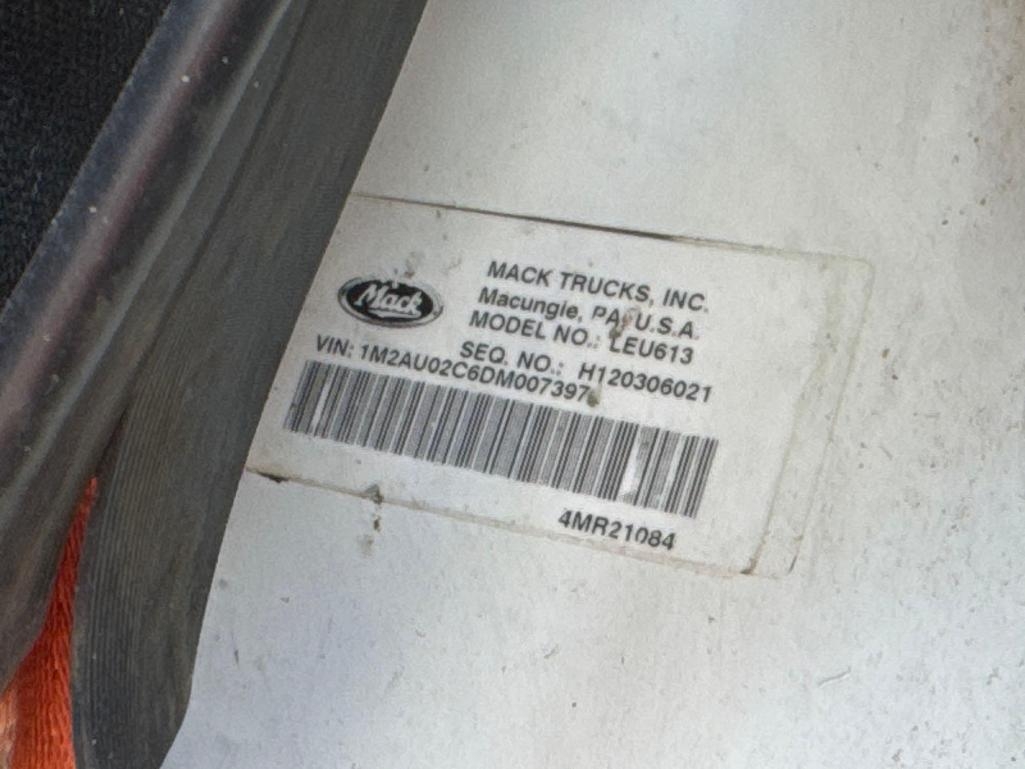 Mack
MACK TRUCKS, INC.
Macungie, PA, U.S.A.
MODEL NO.: LEU613
SEQ. NO.: H120306021
VIN: 1M2AU02C6DM007397
4MR21084